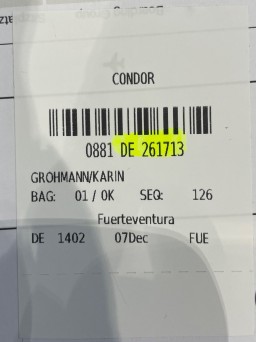 CONDOR
0881 DE 261713
GROHMANN/KARIN
BAG: 01 / 0K SEQ: 126
Fuerteventura
DE 1402 07Dec FUE